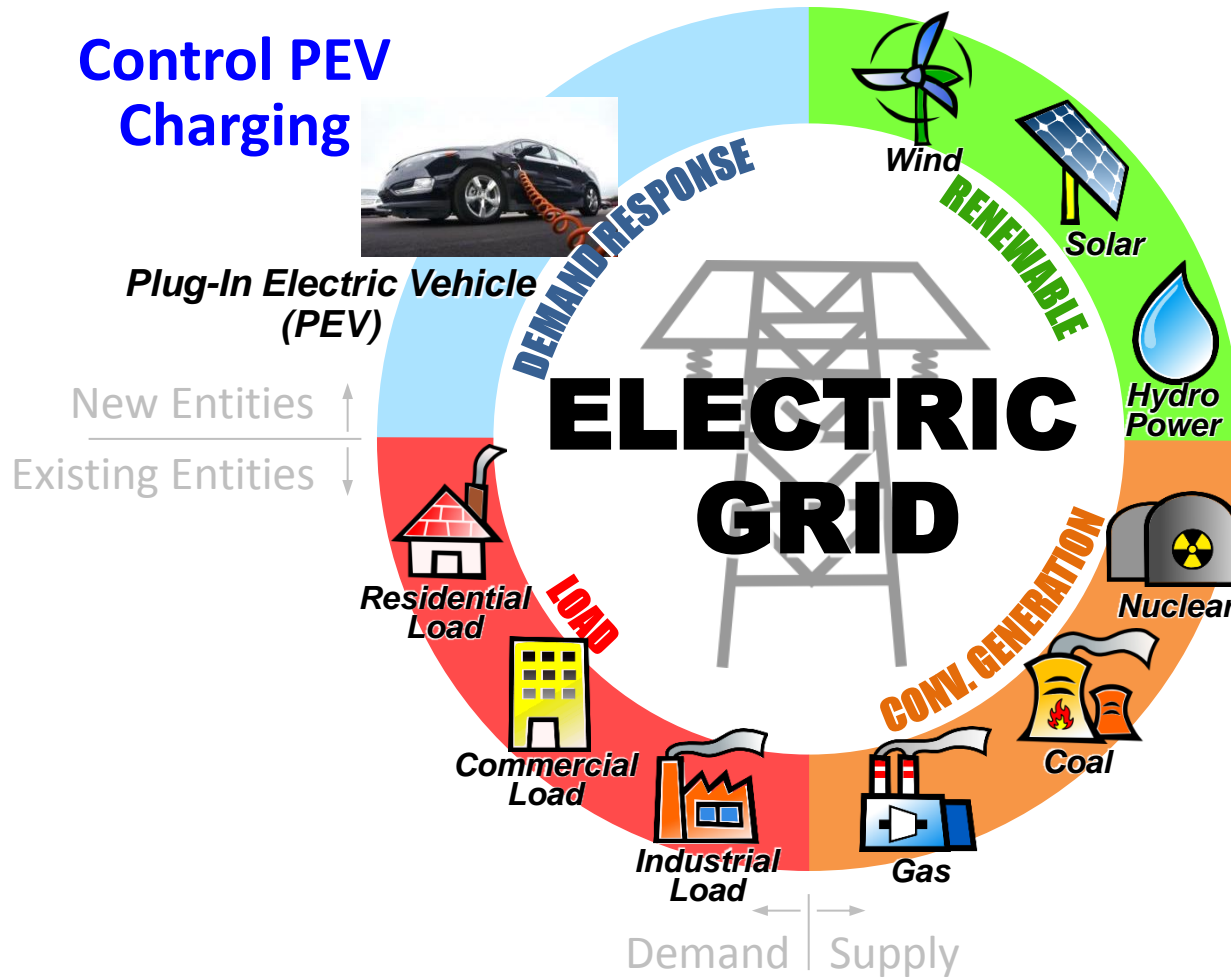 Control PEV
Charging
Wind
Solar
Hydro
Power
RENEWABLE
DEMAND RESPONSE
Plug-In Electric Vehicle
(PEV)
New Entities
Existing Entities
ELECTRIC
GRID
Residential
Load
LOAD
Commercial
Load
Industrial
Load
CONV. GENERATION
Nuclear
Coal
Gas
Demand
Supply